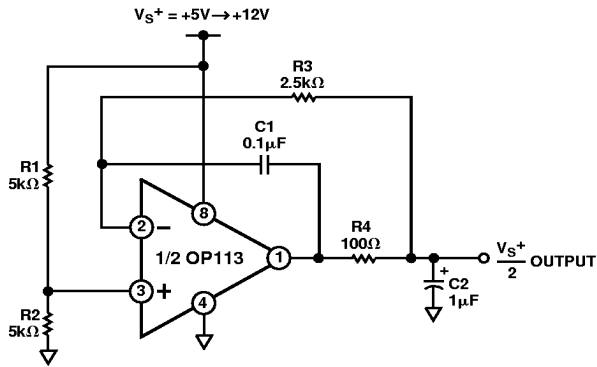 VS+ = +5V→+12V
R3
2.5kΩ
C1
0.1μF
R1
5kΩ
8
2
−
R4
100Ω
1/2 OP113
1
VS+
2
OUTPUT
+
C2
1μF
3
+
4
R2
5kΩ